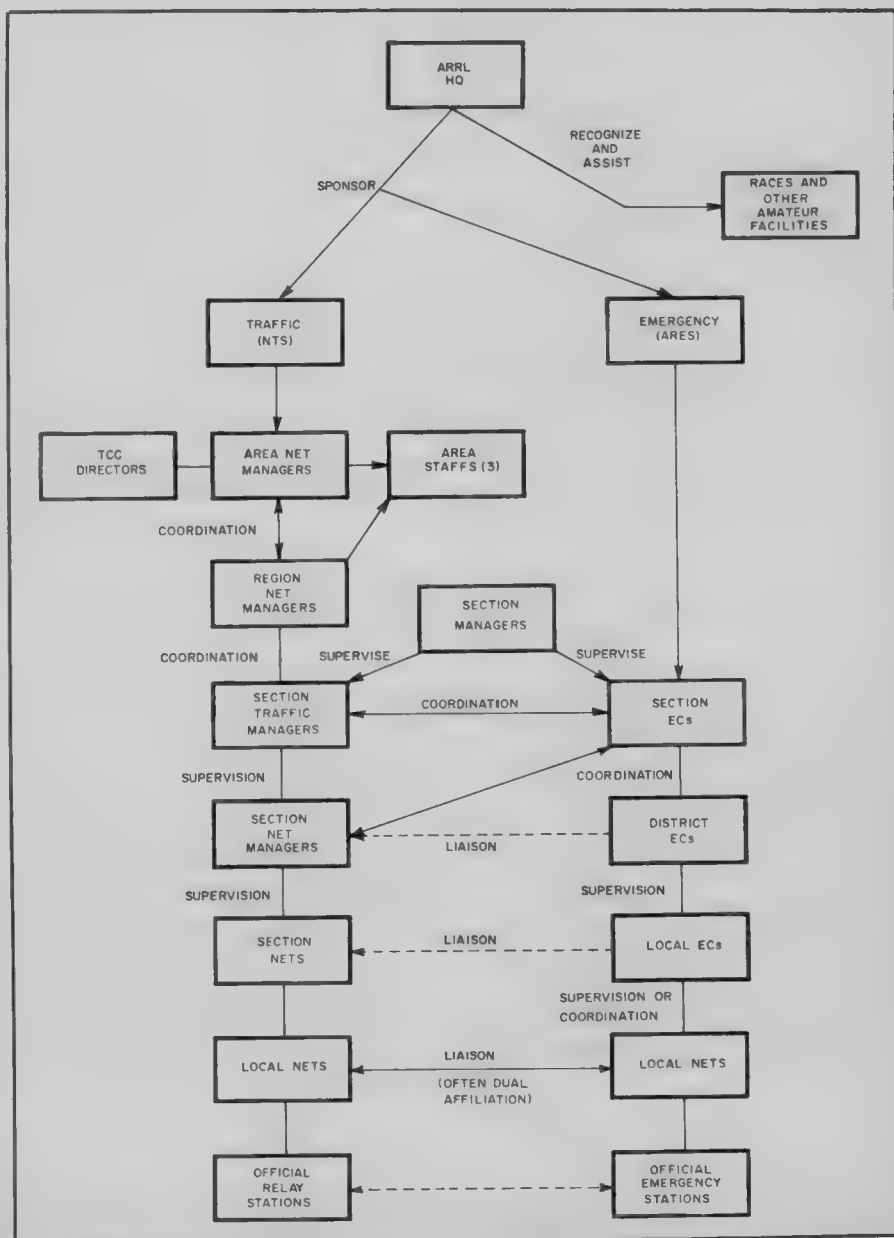 ARRL
HQ
RECOGNIZE
AND
ASSIST
SPONSOR
RACES AND
OTHER
AMATEUR
FACILITIES
TRAFFIC
(NTS)
EMERGENCY
(ARES)
TCC
DIRECTORS
AREA NET
MANAGERS
AREA
STAFFS (3)
COORDINATION
REGION
NET
MANAGERS
SECTION
MANAGERS
COORDINATION
SUPERVISE
SUPERVISE
SECTION
TRAFFIC
MANAGERS
COORDINATION
SECTION
ECs
SUPERVISION
COORDINATION
SECTION
NET
MANAGERS
LIAISON
DISTRICT
ECs
SUPERVISION
SUPERVISION
SECTION
NETS
LIAISON
LOCAL ECs
SUPERVISION OR
COORDINATION
LOCAL NETS
LIAISON
(OFTEN DUAL
AFFILIATION)
LOCAL NETS
OFFICIAL
RELAY
STATIONS
OFFICIAL
EMERGENCY
STATIONS